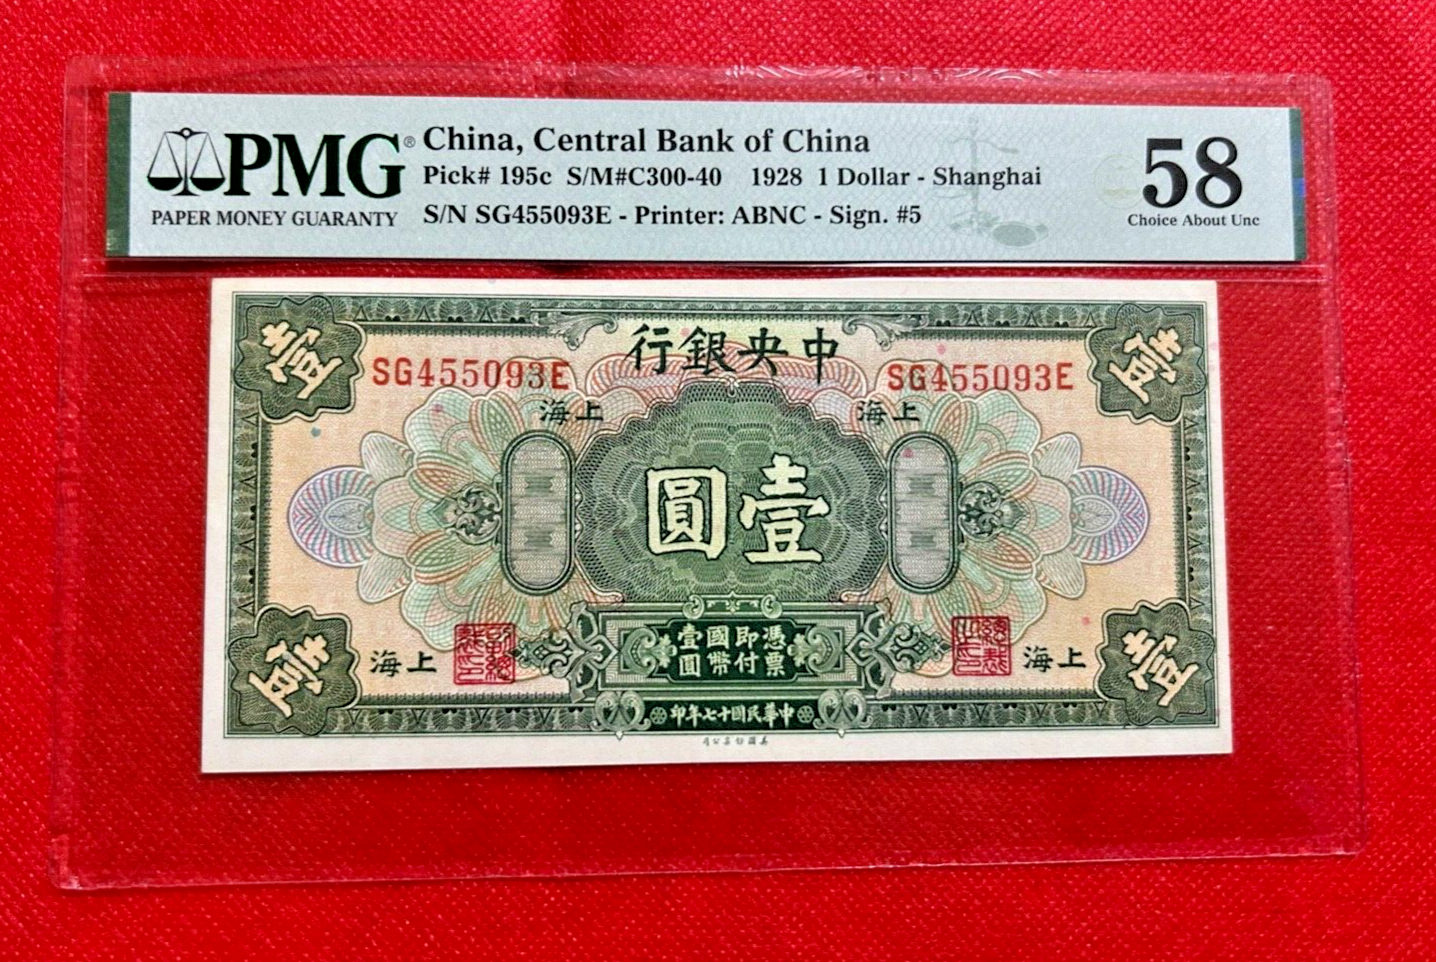 PMG®
PAPER MONEY GUARANTY
China, Central Bank of China
Pick# 195c S/M#C300-40 1928 1 Dollar - Shanghai
S/N SG455093E - Printer: ABNC - Sign. #5
58
Choice About Unc
行銀央中
壹
壹
SG455093E
SG455093E
海上
海上
圓壹
憑票
即付
國幣
壹圓
海上
海上
壹
壹
印年七十國民華中